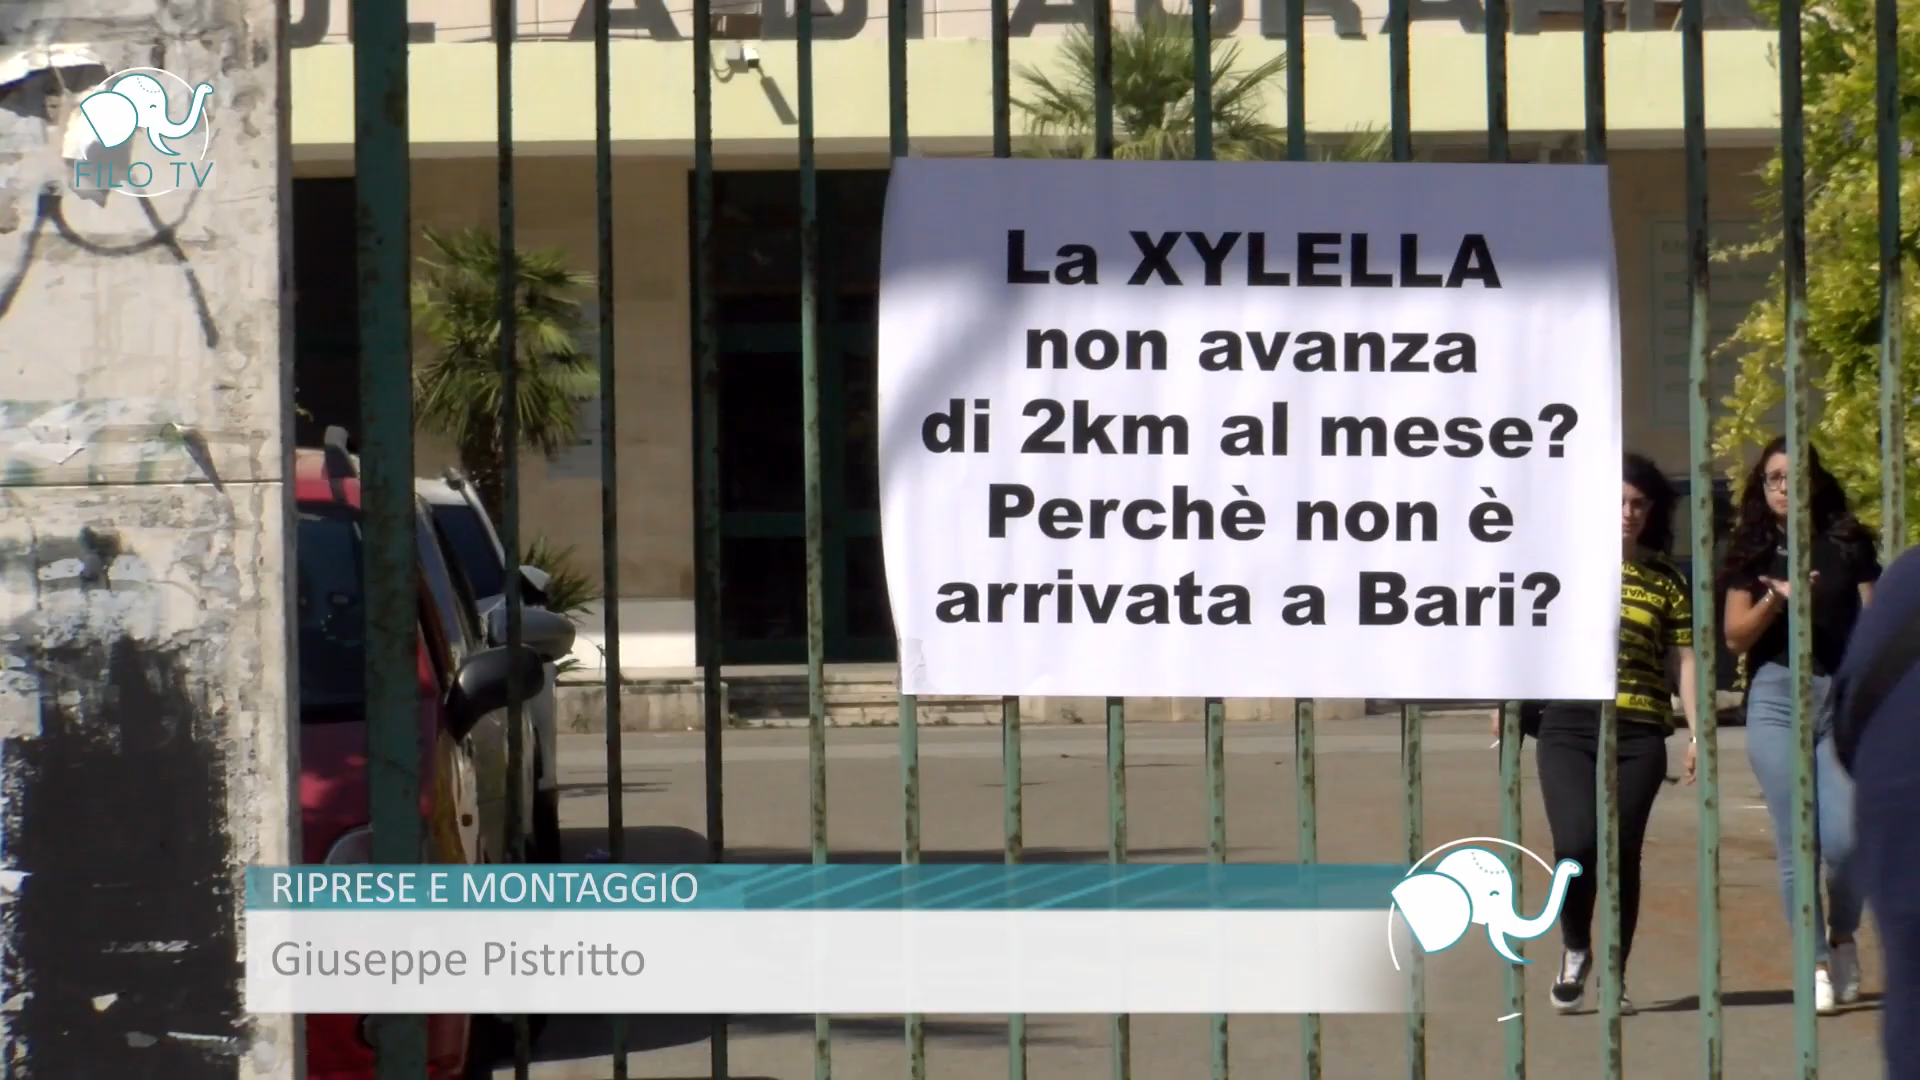 FILO TV
La XYLELLA
non avanza
di 2km al mese?
Perchè non è
arrivata a Bari?
RIPRESE E MONTAGGIO
Giuseppe Pistritto